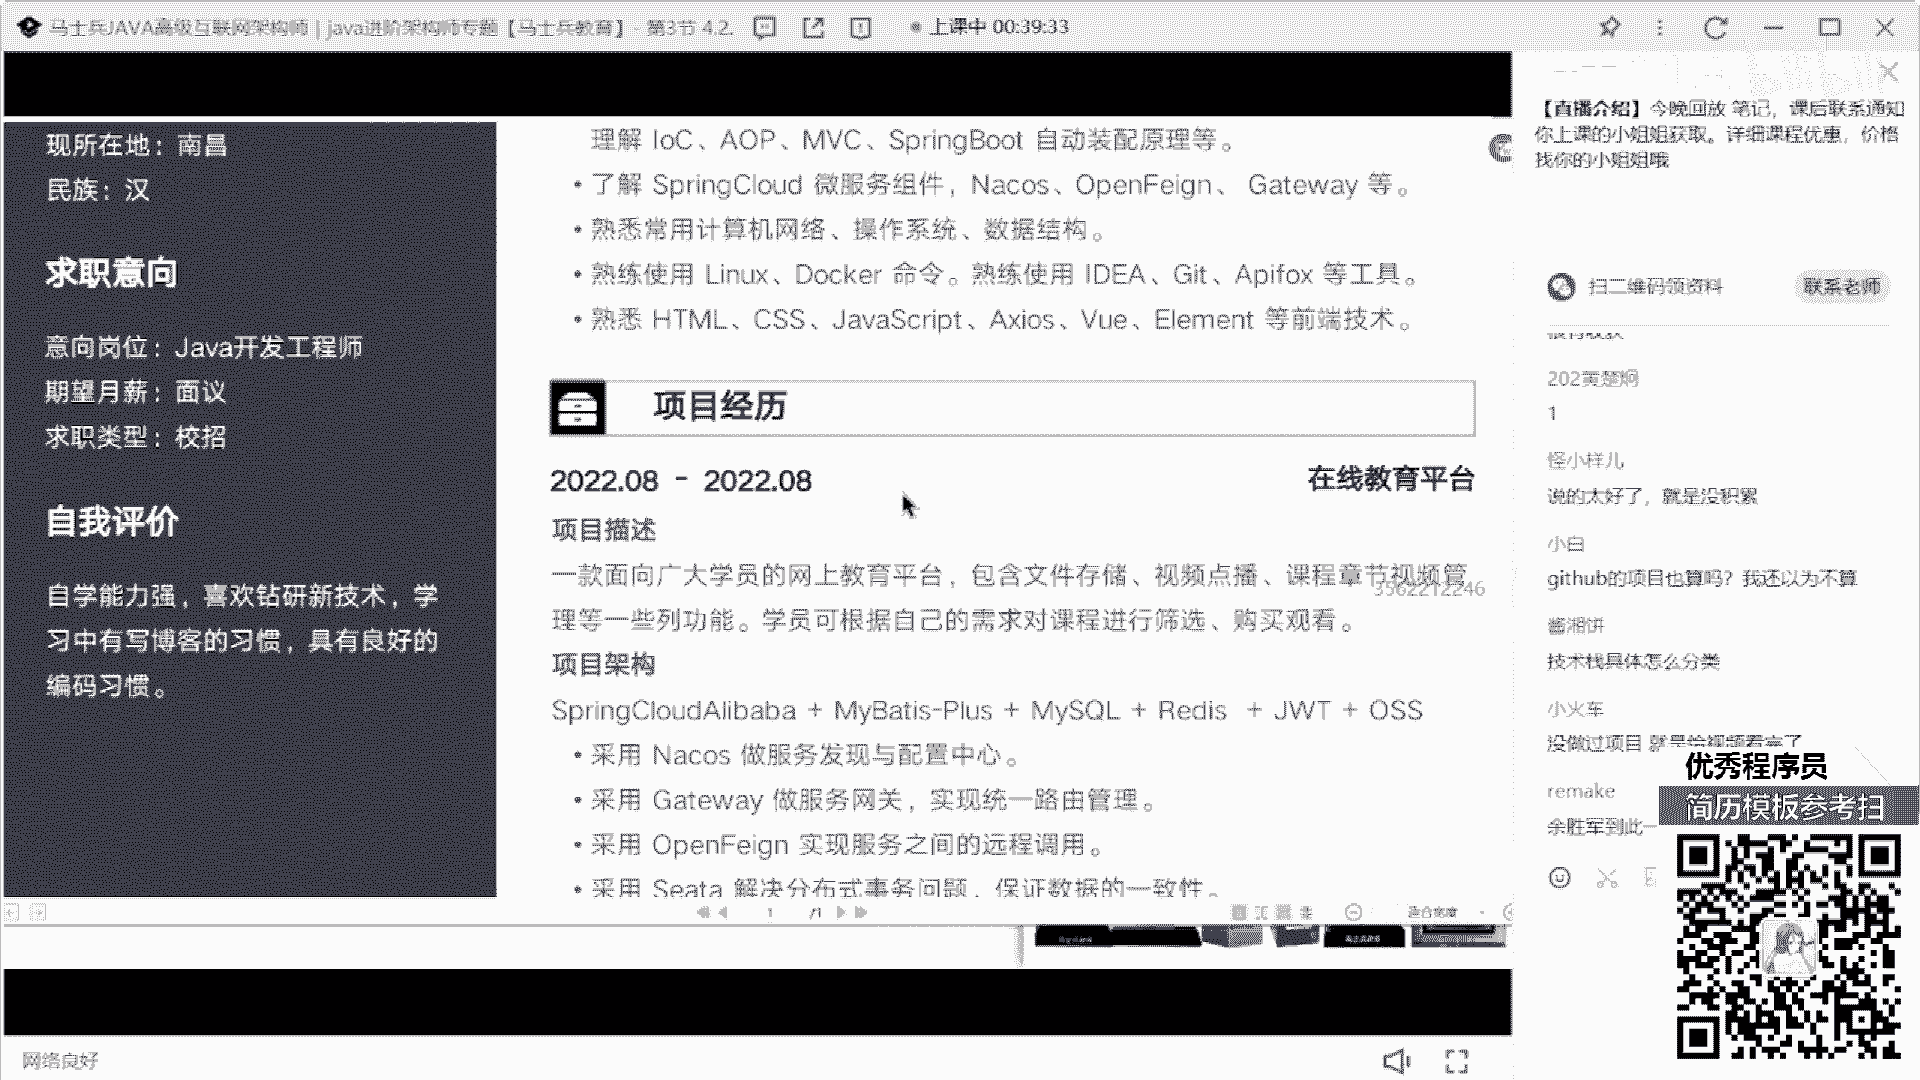 马士兵JAVA高级互联网架构师 | java进阶架构师专题【马士兵教育】- 第3节 4.2.
上课中 00:39:33
现所在地：南昌
民族：汉
求职意向
意向岗位：Java开发工程师
期望月薪：面议
求职类型：校招
自我评价
自学能力强，喜欢钻研新技术，学
习中有写博客的习惯，具有良好的
编码习惯。
理解 IoC、AOP、MVC、SpringBoot 自动装配原理等。
• 了解 SpringCloud 微服务组件，Nacos、OpenFeign、 Gateway 等。
• 熟悉常用计算机网络、操作系统、数据结构。
• 熟练使用 Linux、Docker 命令。熟练使用 IDEA、Git、Apifox 等工具。
• 熟悉 HTML、CSS、JavaScript、Axios、Vue、Element 等前端技术。
项目经历
2022.08 - 2022.08
在线教育平台
项目描述
一款面向广大学员的网上教育平台，包含文件存储、视频点播、课程章节视频管
3962212246
理等一些列功能。学员可根据自己的需求对课程进行筛选、购买观看。
项目架构
SpringCloudAlibaba + MyBatis-Plus + MySQL + Redis + JWT + OSS
• 采用 Nacos 做服务发现与配置中心。
• 采用 Gateway 做服务网关，实现统一路由管理。
• 采用 OpenFeign 实现服务之间的远程调用。
• 采用 Seata 解决分布式事务问题，保证数据的一致性。
1 /1
适合宽度
网络良好
【直播介绍】今晚回放 笔记，课后联系通知
你上课的小姐姐获取。详细课程优惠，价格
找你的小姐姐哦
扫二维码领资料
联系老师
1
怪小样儿
说的太好了，就是没积累
小白
github的项目也算吗？我还以为不算
酱湘饼
技术栈具体怎么分类
小火车
没做过项目 就是给视频看完了
remake
余胜军到此一
优秀程序员
简历模板参考扫